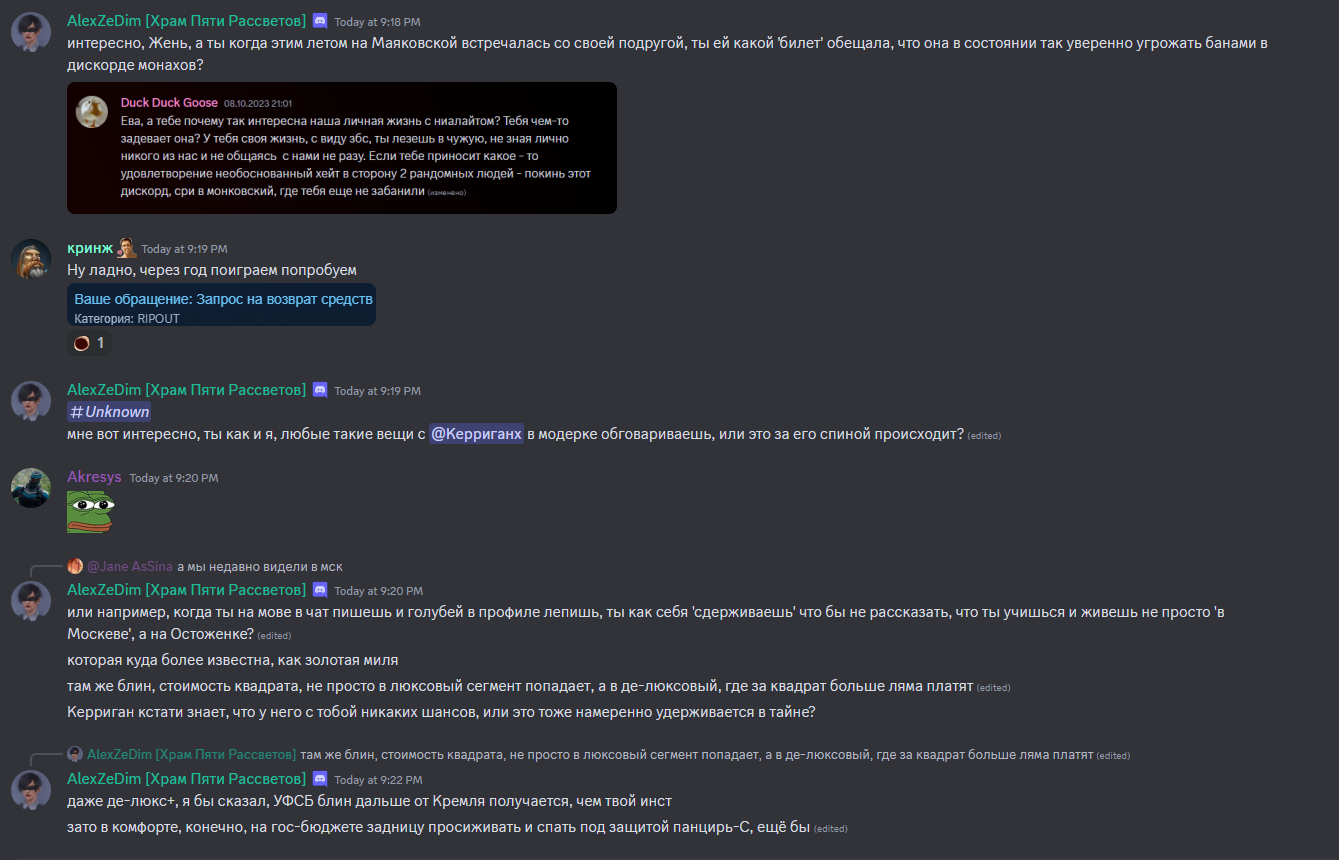 AlexZeDim [Храм Пяти Рассветов] Today at 9:18 PM
интересно, Жень, а ты когда этим летом на Маяковской встречалась со своей подругой, ты ей какой 'билет' обещала, что она в состоянии так уверенно угрожать банами в
дискорде монахов?
Duck Duck Goose 08.10.2023 21:01
Ева, а тебе почему так интересна наша личная жизнь с ниалайтом? Тебя чем-то
задевает она? У тебя своя жизнь, с виду збс, ты лезешь в чужую, не зная лично
никого из нас и не общаясь с нами не разу. Если тебе приносит какое - то
удовлетворение необоснованный хейт в сторону 2 рандомных людей - покинь этот
дискорд, сри в монковский, где тебя еще не забанили (изменено)
кринж Today at 9:19 PM
Ну ладно, через год поиграем попробуем
Ваше обращение: Запрос на возврат средств
Категория: RIPOUT
1
AlexZeDim [Храм Пяти Рассветов] Today at 9:19 PM
#Unknown
мне вот интересно, ты как и я, любые такие вещи с @Керриганх в модерке обговариваешь, или это за его спиной происходит? (edited)
Akresys Today at 9:20 PM
@Jane AsSina а мы недавно видели в мск
AlexZeDim [Храм Пяти Рассветов] Today at 9:20 PM
или например, когда ты на мове в чат пишешь и голубей в профиле лепишь, ты как себя 'сдерживаешь' что бы не рассказать, что ты учишься и живешь не просто 'в
Москве', а на Остоженке? (edited)
которая куда более известна, как золотая миля
там же блин, стоимость квадрата, не просто в люксовый сегмент попадает, а в де-люксовый, где за квадрат больше ляма платят (edited)
Керриган кстати знает, что у него с тобой никаких шансов, или это тоже намеренно удерживается в тайне?
AlexZeDim [Храм Пяти Рассветов] там же блин, стоимость квадрата, не просто в люксовый сегмент попадает, а в де-люксовый, где за квадрат больше ляма платят (edited)
AlexZeDim [Храм Пяти Рассветов] Today at 9:22 PM
даже де-люкс+, я бы сказал, УФСБ блин дальше от Кремля получается, чем твой инст
зато в комфорте, конечно, на гос-бюджете задницу просиживать и спать под защитой панцирь-С, ещё бы (edited)